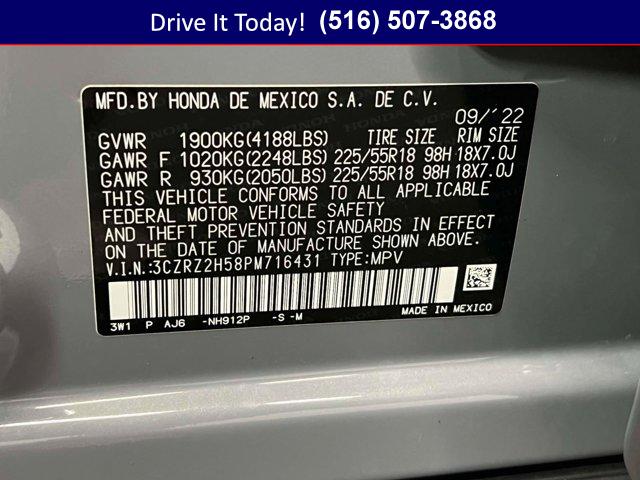 Drive It Today! (516) 507-3868
MFD.BY HONDA DE MEXICO S.A. DE C.V.
09/'22
GVWR 1900KG(4188LBS) TIRE SIZE RIM SIZE
GAWR F 1020KG(2248LBS) 225/55R18 98H 18X7.0J
GAWR R 930KG(2050LBS) 225/55R18 98H 18X7.0J
THIS VEHICLE CONFORMS TO ALL APPLICABLE
FEDERAL MOTOR VEHICLE SAFETY
AND THEFT PREVENTION STANDARDS IN EFFECT
ON THE DATE OF MANUFACTURE SHOWN ABOVE.
V.I.N.:3CZRZ2H58PM716431 TYPE:MPV
3W1 P AJ6 -NH912P -S -M MADE IN MEXICO